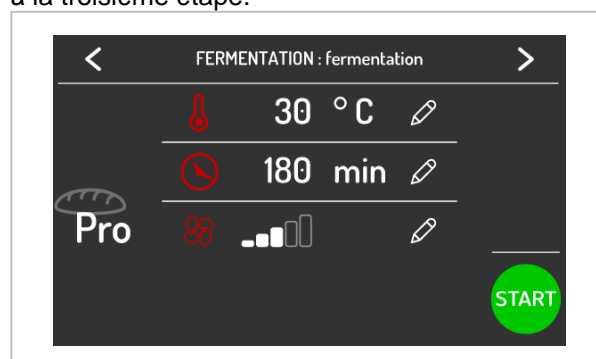 à la troisième étape.
FERMENTATION : fermentation
30 °C
180 min
Pro
START